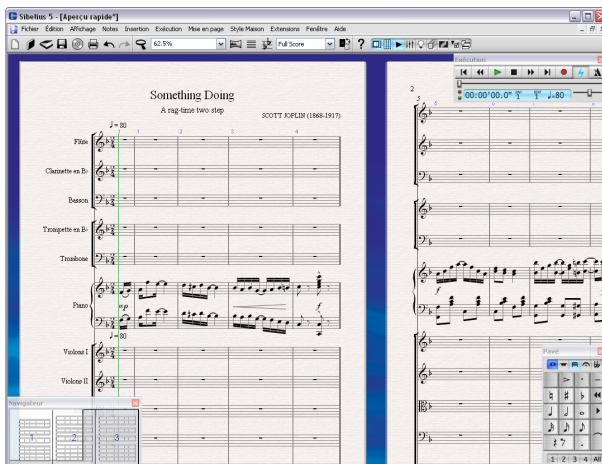 Sibelius 5 - [Aperçu rapide*]
Fichier Édition Affichage Notes Insertion Exécution Mise en page Style Maison Extensions Fenêtre Aide
62.5% Full Score ?
Exécution
00:00'00.0" 1 1 ♩=80
Something Doing
A rag-time two step
SCOTT JOPLIN (1868-1917)
♩ = 80
1 2 3 4
Flûte
Clarinette en B♭
Basson
Trompette en B♭
Trombone
Piano
mp
f
♩ = 80
Violons I
Violons II
2
5
f
Navigateur
1 2 3
Pavé
1 2 3 4 All